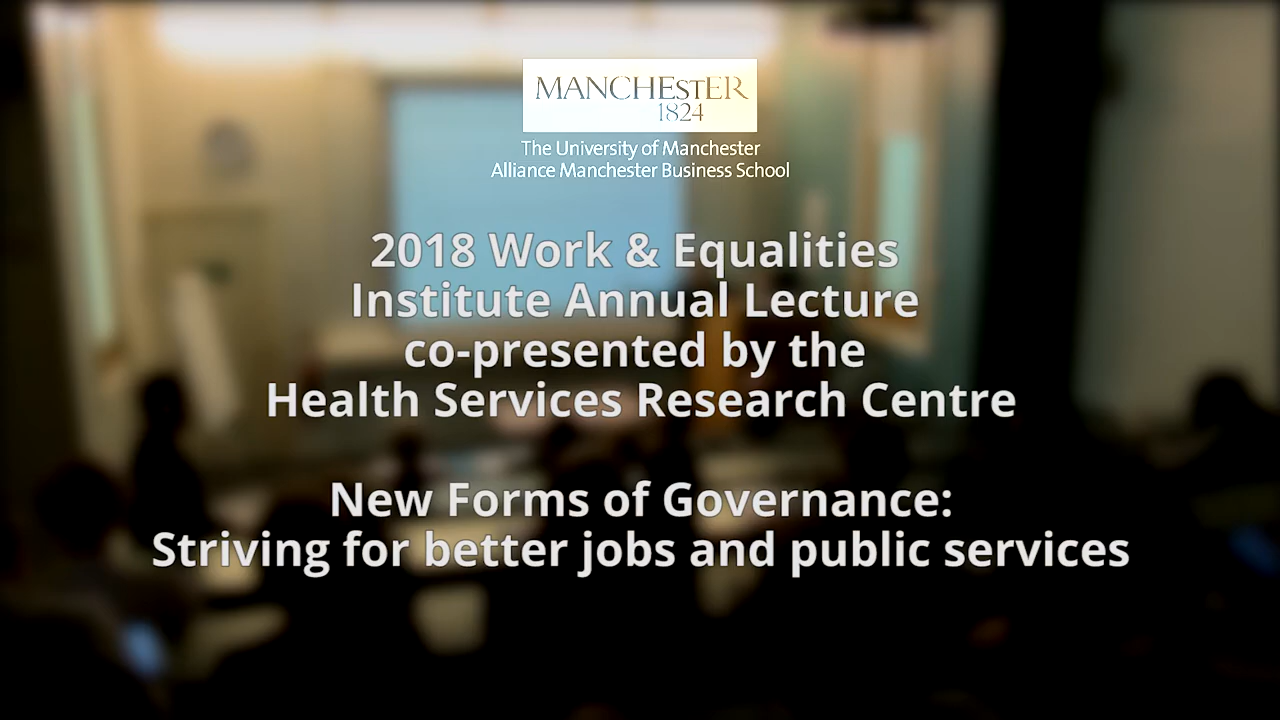 MANCHESTER
1824
The University of Manchester
Alliance Manchester Business School
2018 Work & Equalities
Institute Annual Lecture
co-presented by the
Health Services Research Centre
New Forms of Governance:
Striving for better jobs and public services